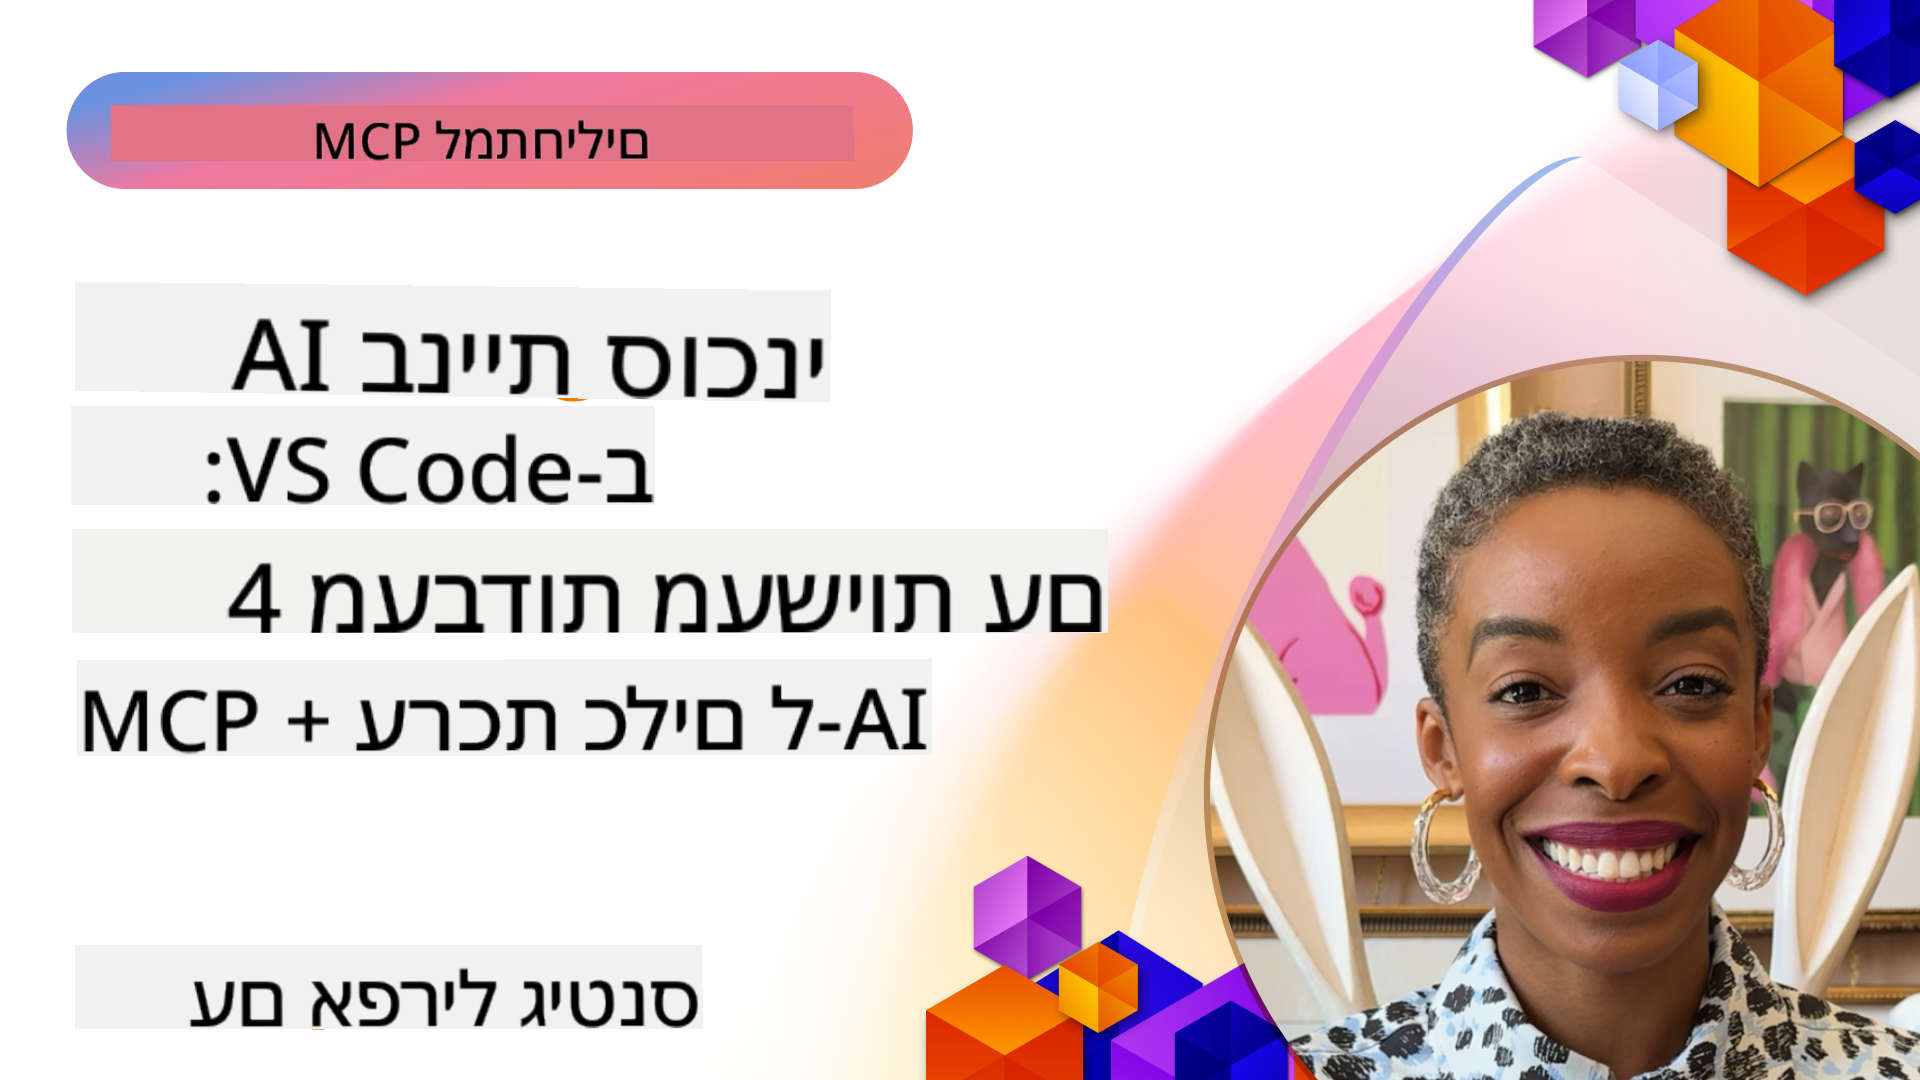 MCP למתחילים
AI בניית סוכני
ב-VS Code:
4 מעבדות מעשיות עם
MCP + ערכת כלים ל-AI
עם אפריל גיטנס